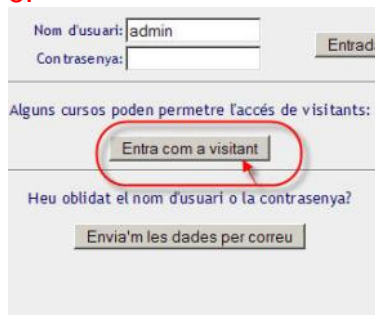 Nom d'usuari: admin
Contrasenya:
Alguns cursos poden permetre l'accés de visitants:
Entra com a visitant
Heu oblidat el nom d'usuari o la contrasenya?
Envia'm les dades per correu